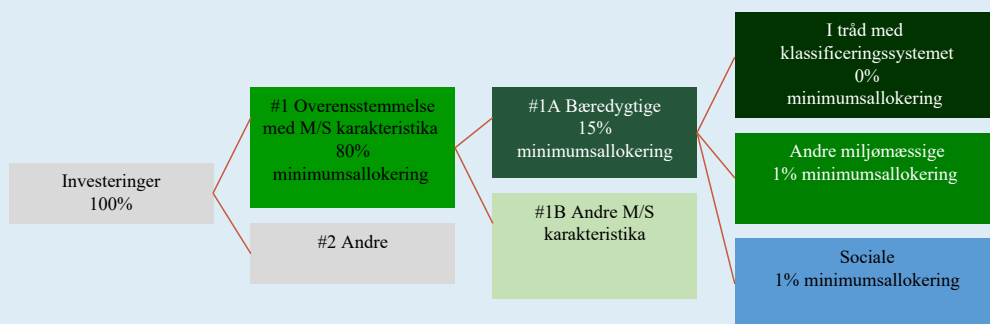 Investeringer
100%
#1 Overensstemmelse
med M/S karakteristika
80%
minimumsallokering
#2 Andre
#1A Bæredygtige
15%
minimumsallokering
#1B Andre M/S
karakteristika
I tråd med
klassificeringssystemet
0%
minimumsallokering
Andre miljømæssige
1% minimumsallokering
Sociale
1% minimumsallokering